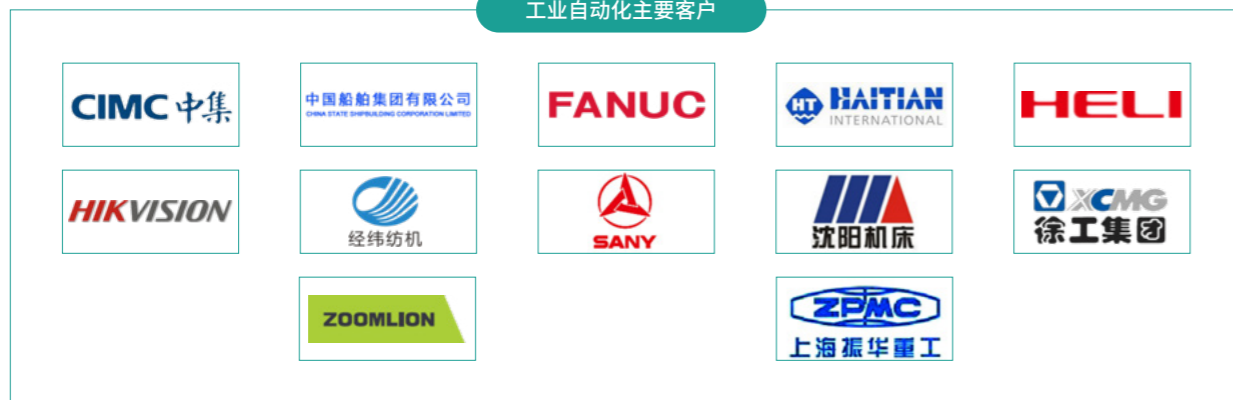 工业自动化主要客户
CIMC 中集
中国船舶集团有限公司
CHINA STATE SHIPBUILDING CORPORATION LIMITED
FANUC
HT HAITIAN
INTERNATIONAL
HELI
HIKVISION
经纬纺机
SANY
沈阳机床
XCMG
徐工集团
ZOOMLION
ZPMC
上海振华重工